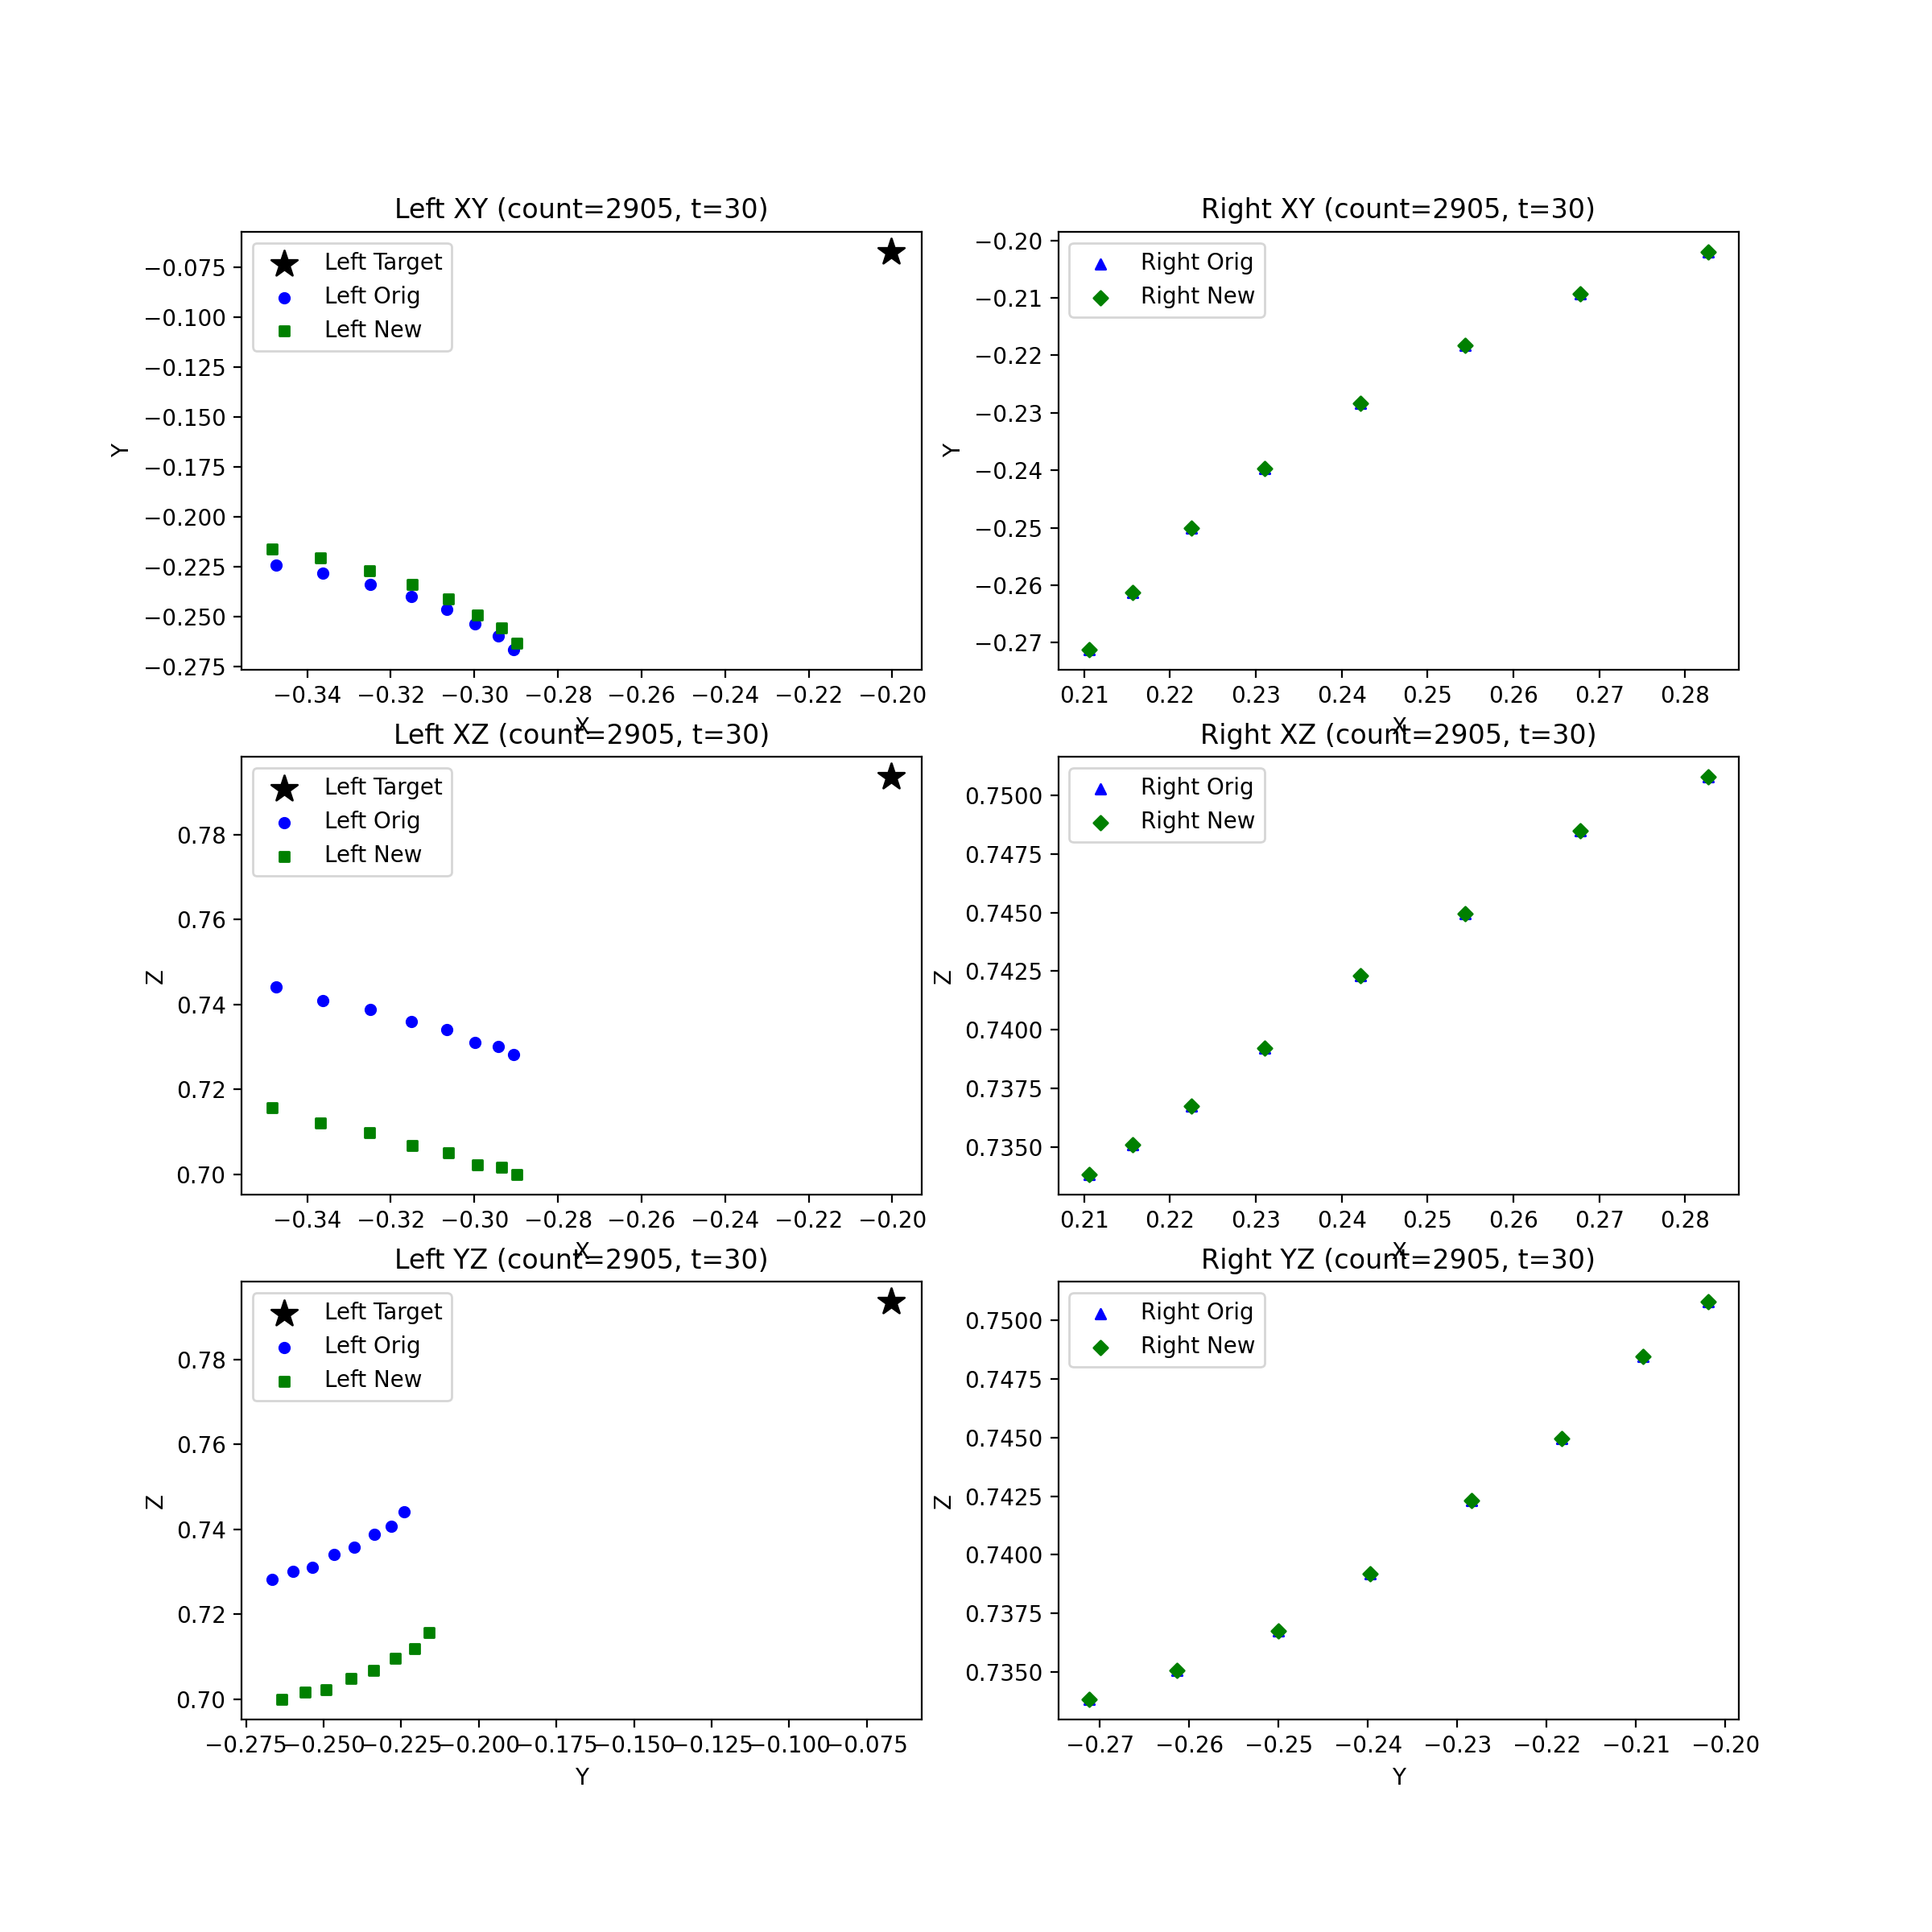 Left XY (count=2905, t=30)
Left Target
Left Orig
Left New
−0.075
−0.100
−0.125
−0.150
−0.175
−0.200
−0.225
−0.250
−0.275
Y
−0.34 −0.32 −0.30 −0.28 −0.26 −0.24 −0.22 −0.20
X
Right XY (count=2905, t=30)
Right Orig
Right New
−0.20
−0.21
−0.22
−0.23
−0.24
−0.25
−0.26
−0.27
Y
0.21 0.22 0.23 0.24 0.25 0.26 0.27 0.28
X
Left XZ (count=2905, t=30)
Left Target
Left Orig
Left New
0.78
0.76
0.74
0.72
0.70
Z
−0.34 −0.32 −0.30 −0.28 −0.26 −0.24 −0.22 −0.20
X
Right XZ (count=2905, t=30)
Right Orig
Right New
0.7500
0.7475
0.7450
0.7425
0.7400
0.7375
0.7350
Z
0.21 0.22 0.23 0.24 0.25 0.26 0.27 0.28
X
Left YZ (count=2905, t=30)
Left Target
Left Orig
Left New
0.78
0.76
0.74
0.72
0.70
Z
−0.275 −0.250 −0.225 −0.200 −0.175 −0.150 −0.125 −0.100 −0.075
Y
Right YZ (count=2905, t=30)
Right Orig
Right New
0.7500
0.7475
0.7450
0.7425
0.7400
0.7375
0.7350
Z
−0.27 −0.26 −0.25 −0.24 −0.23 −0.22 −0.21 −0.20
Y